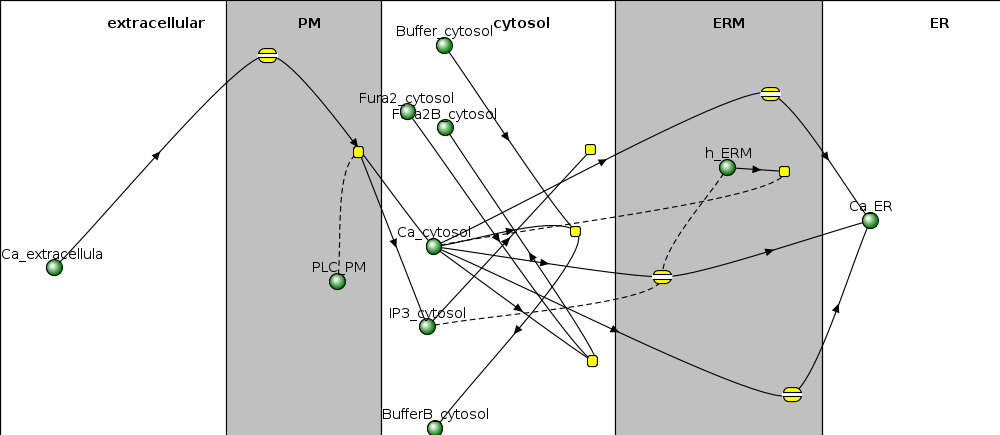 extracellular PM cytosol ERM ER
Buffer_cytosol
Fura2_cytosol
Fura2B_cytosol
h_ERM
Ca_ER
Ca_cytosol
Ca_extracellula
PLC_PM
IP3_cytosol
BufferB_cytosol